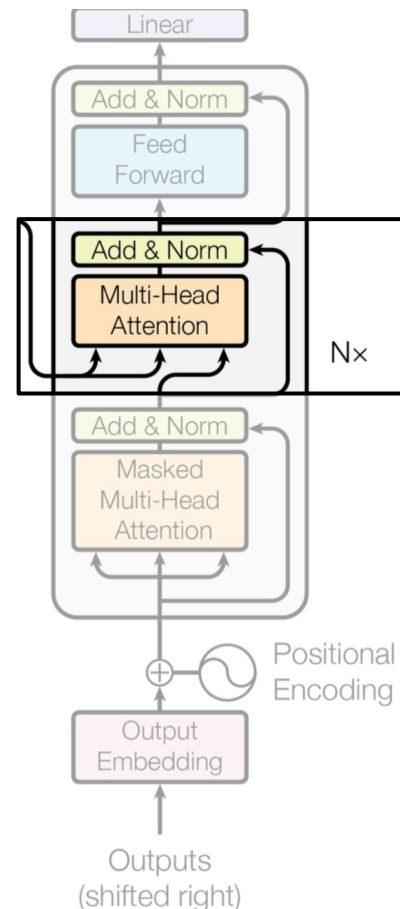 Linear
Add & Norm
Feed
Forward
Add & Norm
Multi-Head
Attention
N×
Add & Norm
Masked
Multi-Head
Attention
Positional
Encoding
Output
Embedding
Outputs
(shifted right)